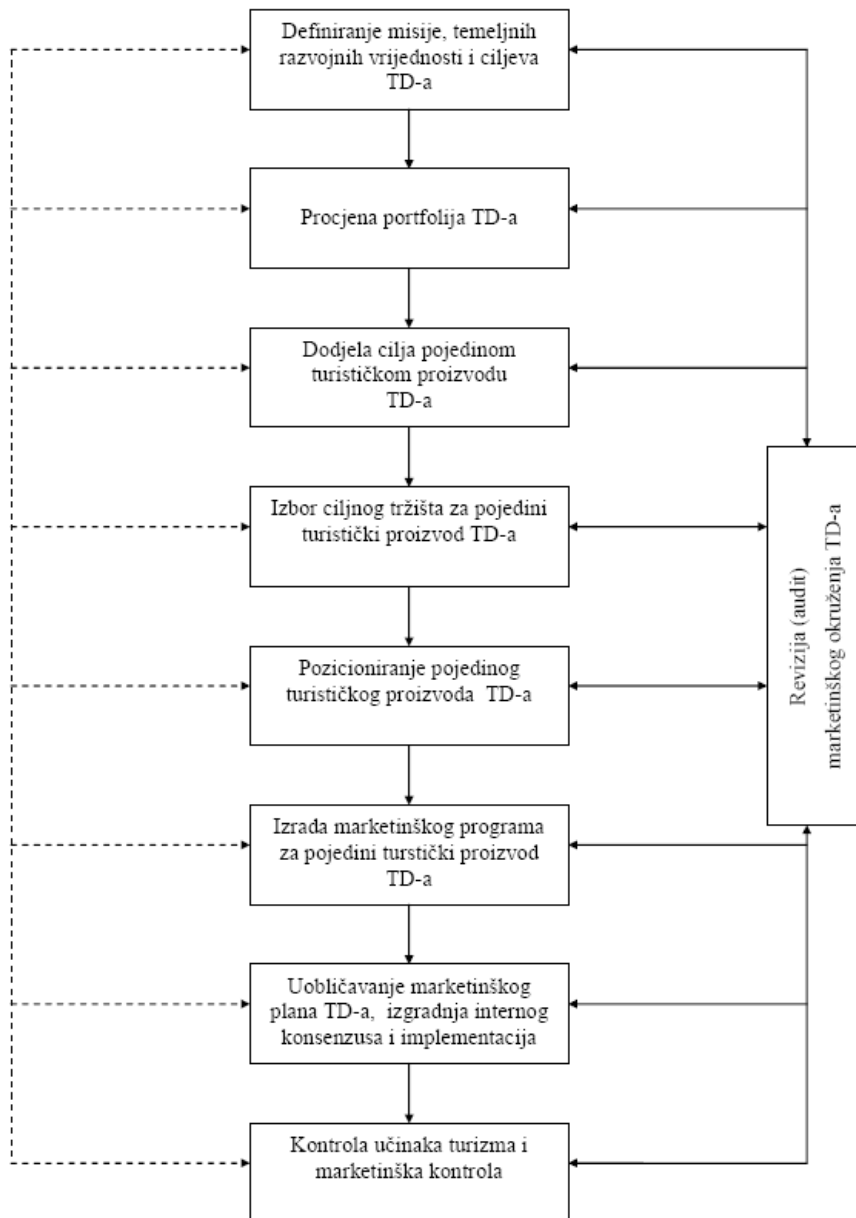 Definiranje misije, temeljnih
razvojnih vrijednosti i ciljeva
TD-a
Procjena portfolija TD-a
Dodjela cilja pojedinom
turističkom proizvodu
TD-a
Izbor ciljnog tržišta za pojedini
turistički proizvod TD-a
Pozicioniranje pojedinog
turističkog proizvoda TD-a
Izrada marketinškog programa
za pojedini turstički proizvod
TD-a
Uobličavanje marketinškog
plana TD-a, izgradnja internog
konsenzusa i implementacija
Kontrola učinaka turizma i
marketinška kontrola
Revizija (audit)
marketinškog okruženja TD-a